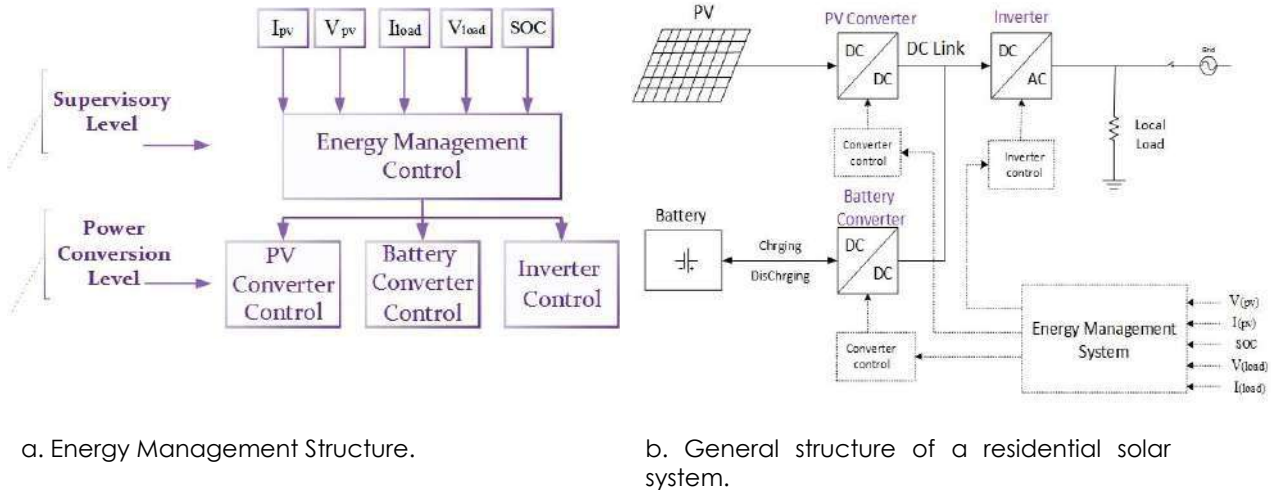 Ipv
Vpv
Iload
Vload
SOC
Supervisory
Level
Energy Management
Control
Power
Conversion
Level
PV
Converter
Control
Battery
Converter
Control
Inverter
Control
a. Energy Management Structure.
PV
PV Converter
Inverter
DC
DC
DC Link
DC
AC
Grid
Converter
control
Inverter
control
Local
Load
Battery
Battery
Converter
Chrging
DisChrging
DC
DC
Converter
control
Energy Management
System
V(pv)
I(pv)
SOC
V(load)
I(load)
b. General structure of a residential solar
system.